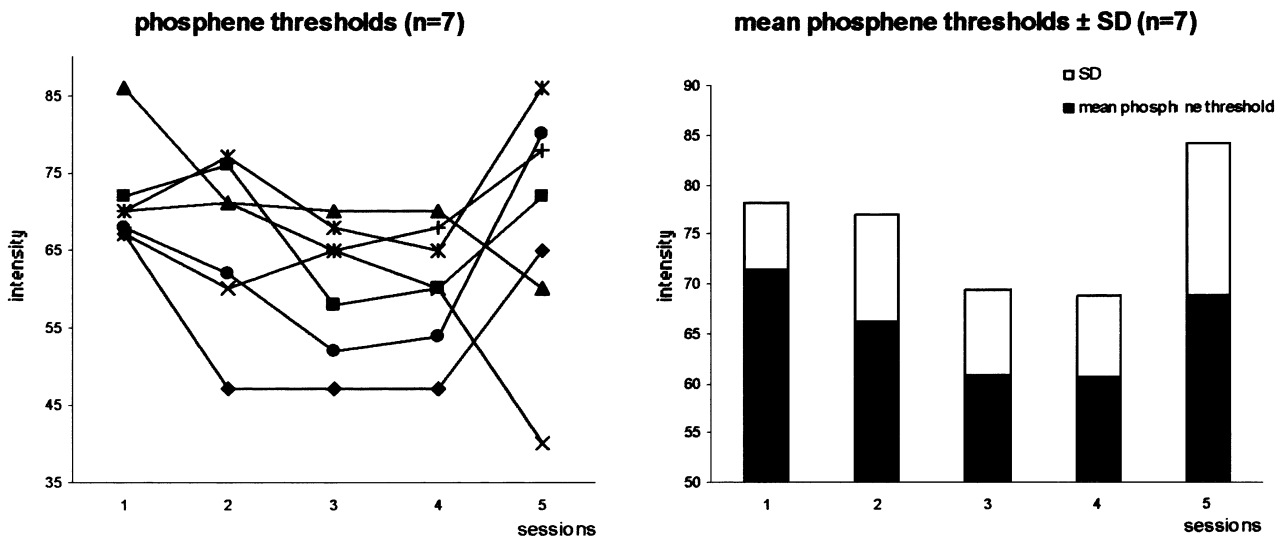 phosphene thresholds (n=7)
85
75
65
55
45
35
intensity
1 2 3 4 5
sessions
mean phosphene thresholds ± SD (n=7)
SD
mean phosph ne threshold
90
85
80
75
70
65
60
55
50
intensity
1 2 3 4 5
sessions